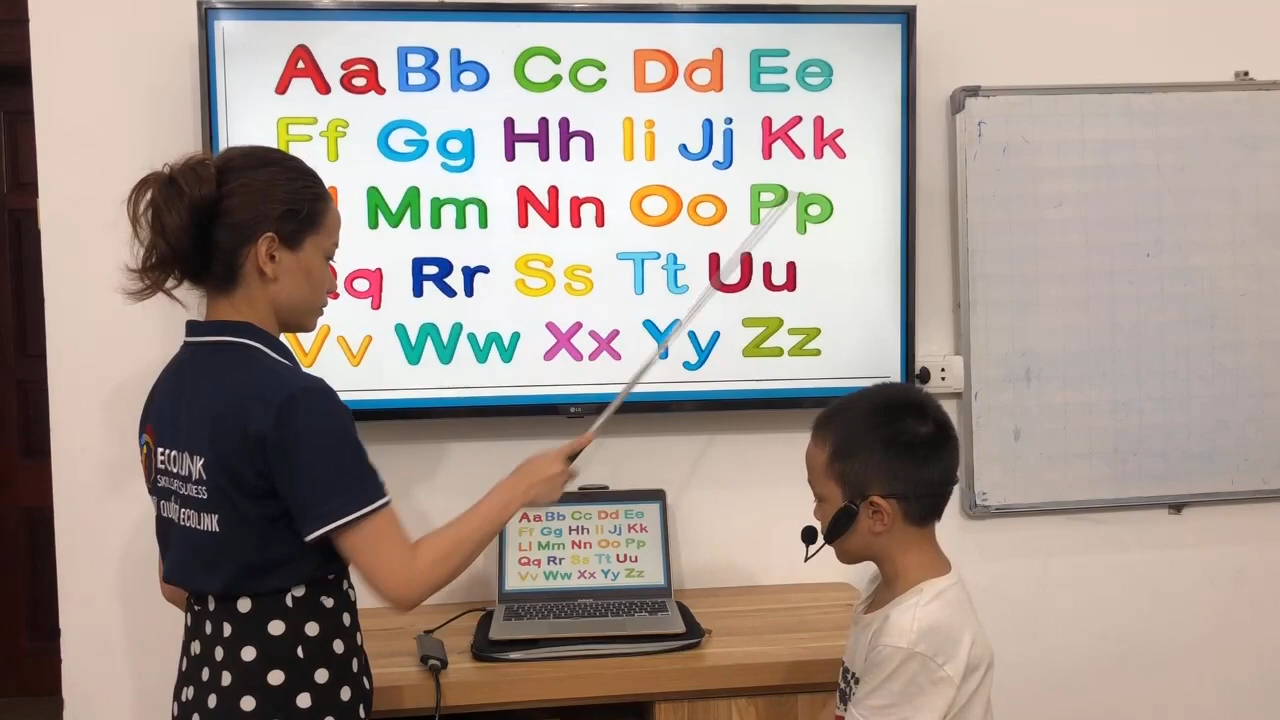 Aa Bb Cc Dd Ee
Ff Gg Hh Ii Jj Kk
Mm Nn Oo Pp
q Rr Ss Tt Uu
Vv Ww Xx Yy Zz
LG
ECOLINK
ECOLINK
Aa Bb Cc Dd Ee
Ff Gg Hh Ii Jj Kk
Ll Mm Nn Oo Pp
Qq Rr Ss Tt Uu
Vv Ww Xx Yy Zz